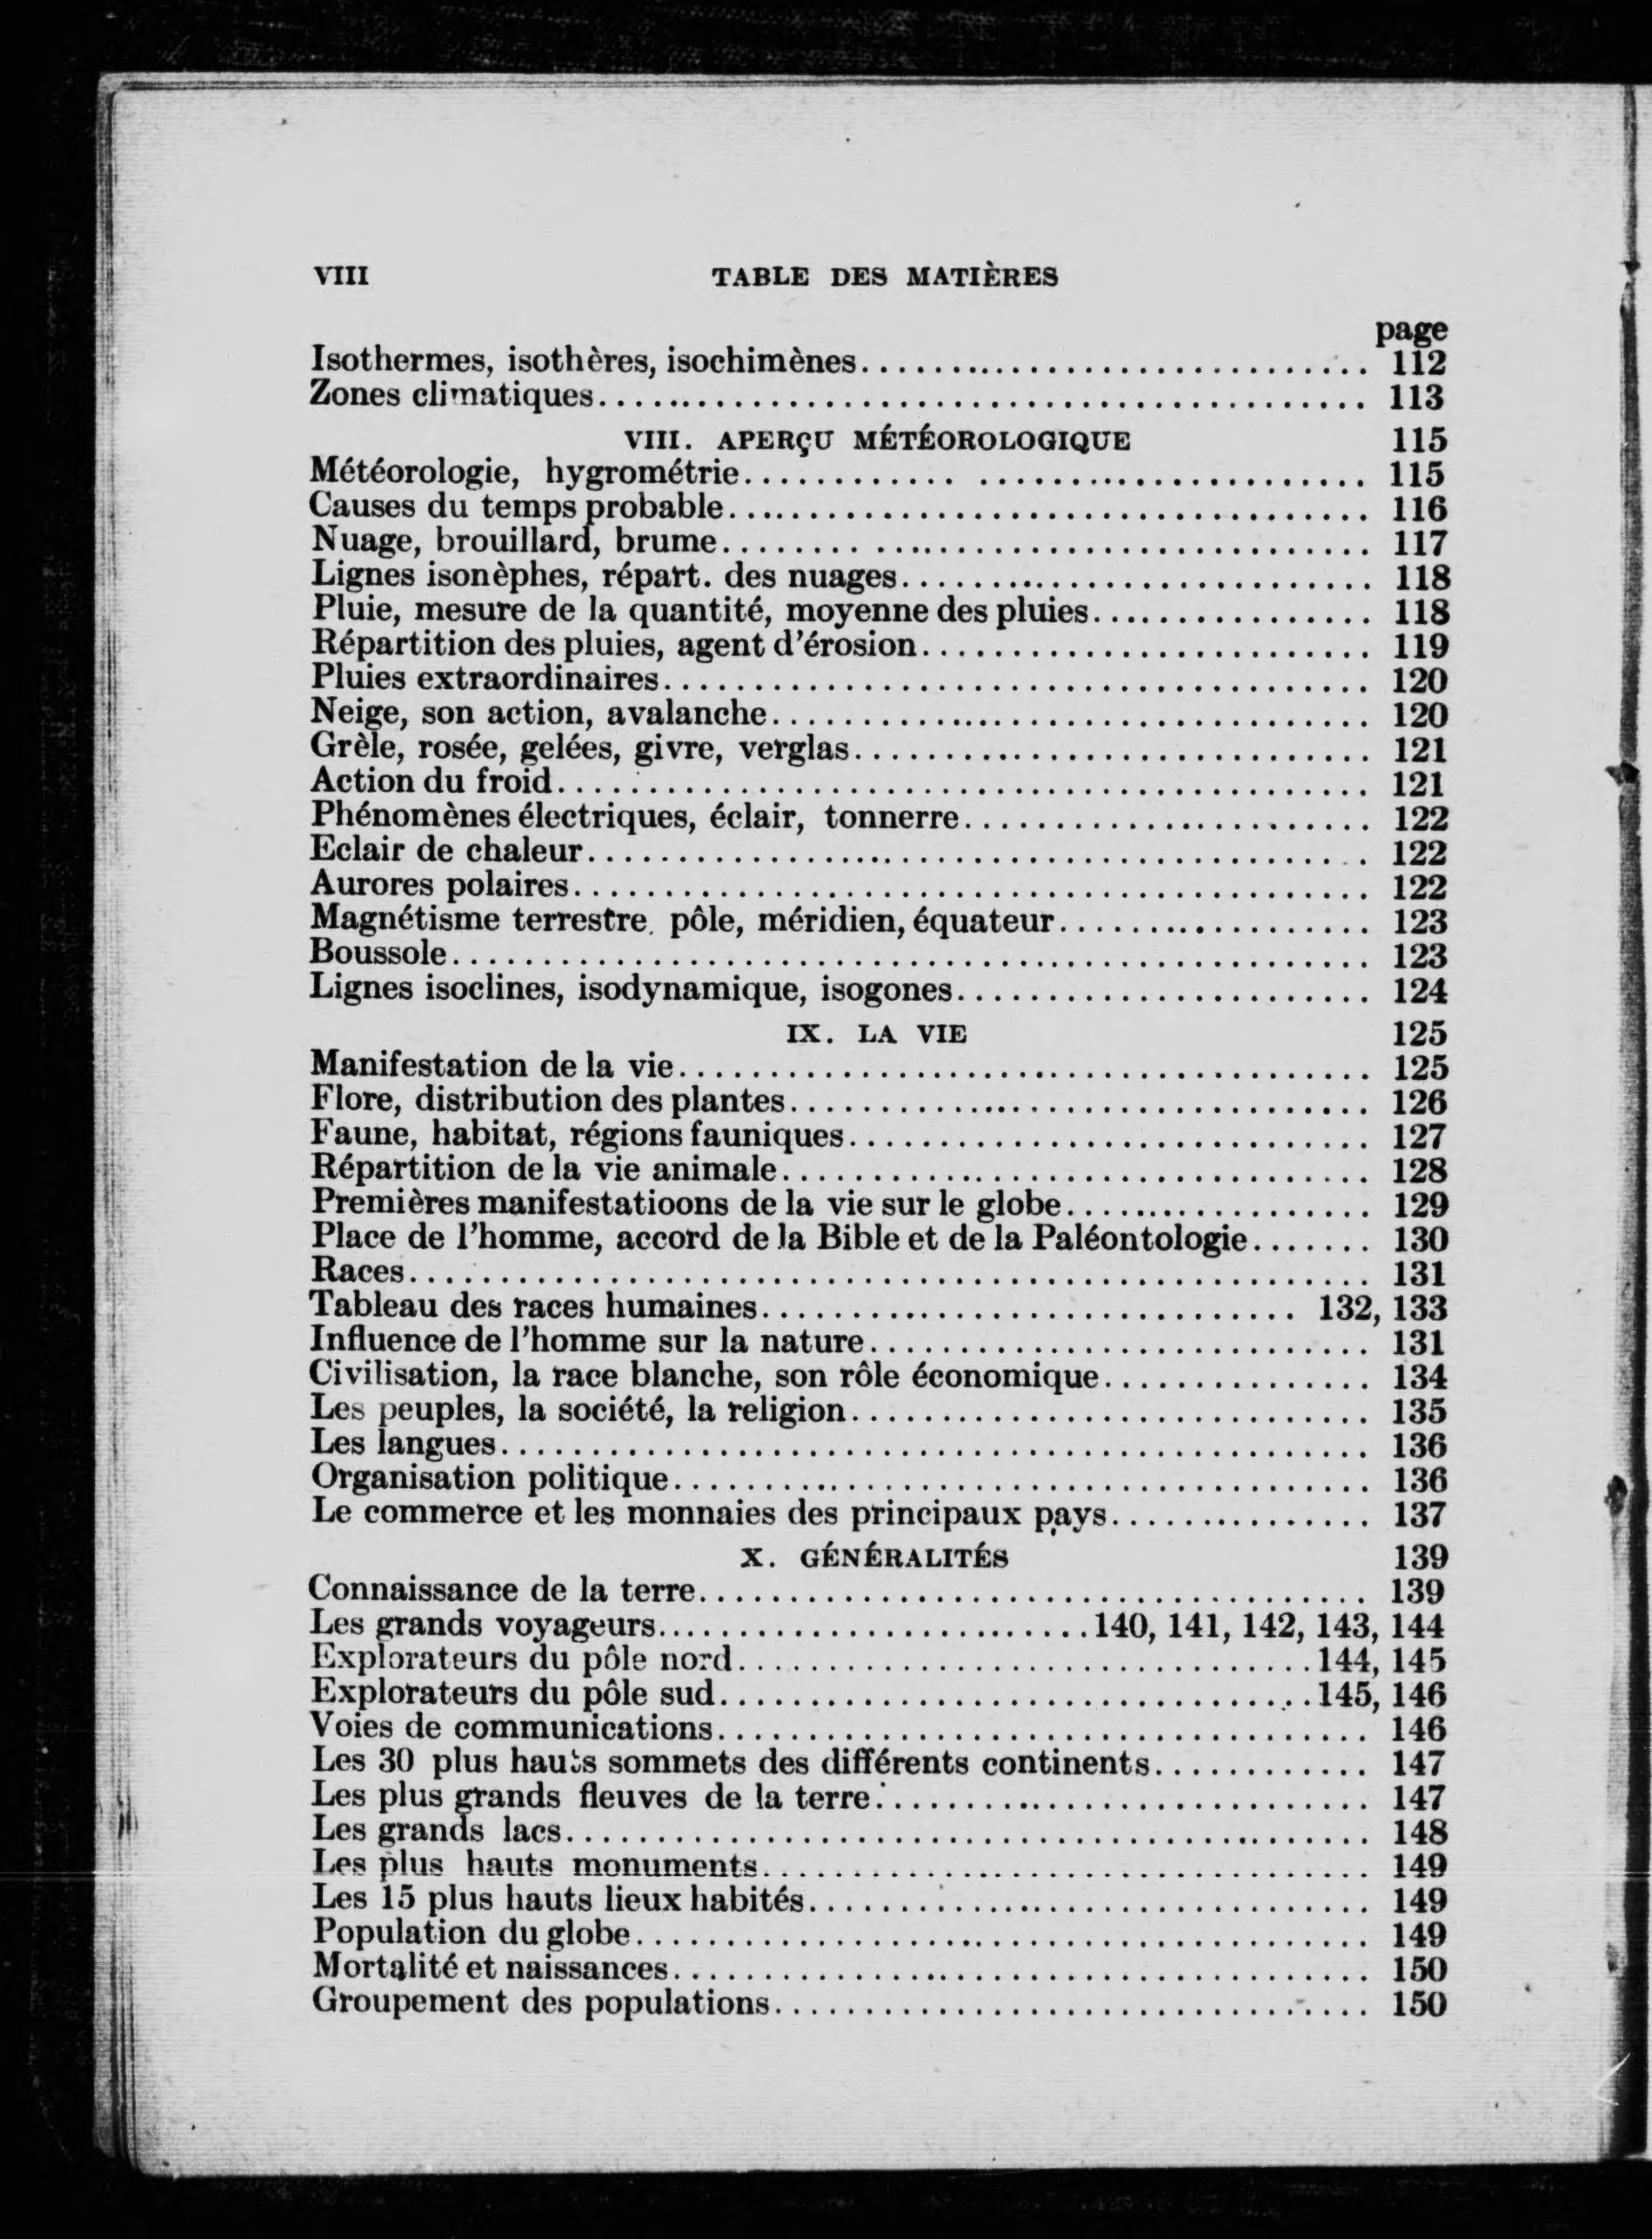 VIII TABLE DES MATIÈRES
page
Isothermes, isothères, isochimènes.............................. 112
Zones climatiques............................................. 113
VIII. APERÇU MÉTÉOROLOGIQUE 115
Météorologie, hygrométrie................................... 115
Causes du temps probable.................................... 116
Nuage, brouillard, brume.................................... 117
Lignes isonèphes, répart. des nuages........................... 118
Pluie, mesure de la quantité, moyenne des pluies................ 118
Répartition des pluies, agent d'érosion......................... 119
Pluies extraordinaires........................................ 120
Neige, son action, avalanche.................................. 120
Grèle, rosée, gelées, givre, verglas............................. 121
Action du froid.............................................. 121
Phénomènes électriques, éclair, tonnerre....................... 122
Eclair de chaleur............................................. 122
Aurores polaires............................................. 122
Magnétisme terrestre. pôle, méridien, équateur.................. 123
Boussole.................................................... 123
Lignes isoclines, isodynamique, isogones....................... 124
IX. LA VIE 125
Manifestation de la vie....................................... 125
Flore, distribution des plantes................................. 126
Faune, habitat, régions fauniques.............................. 127
Répartition de la vie animale.................................. 128
Premières manifestatioons de la vie sur le globe.................. 129
Place de l'homme, accord de la Bible et de la Paléontologie....... 130
Races....................................................... 131
Tableau des races humaines.............................. 132, 133
Influence de l'homme sur la nature............................ 131
Civilisation, la race blanche, son rôle économique............... 134
Les peuples, la société, la religion.............................. 135
Les langues................................................. 136
Organisation politique........................................ 136
Le commerce et les monnaies des principaux pays............... 137
X. GÉNÉRALITÉS 139
Connaissance de la terre...................................... 139
Les grands voyageurs........................140, 141, 142, 143, 144
Explorateurs du pôle nord................................144, 145
Explorateurs du pôle sud.................................145, 146
Voies de communications..................................... 146
Les 30 plus hauts sommets des différents continents............ 147
Les plus grands fleuves de la terre............................ 147
Les grands lacs.............................................. 148
Les plus hauts monuments................................... 149
Les 15 plus hauts lieux habités................................ 149
Population du globe.......................................... 149
Mortalité et naissances........................................ 150
Groupement des populations.................................. 150